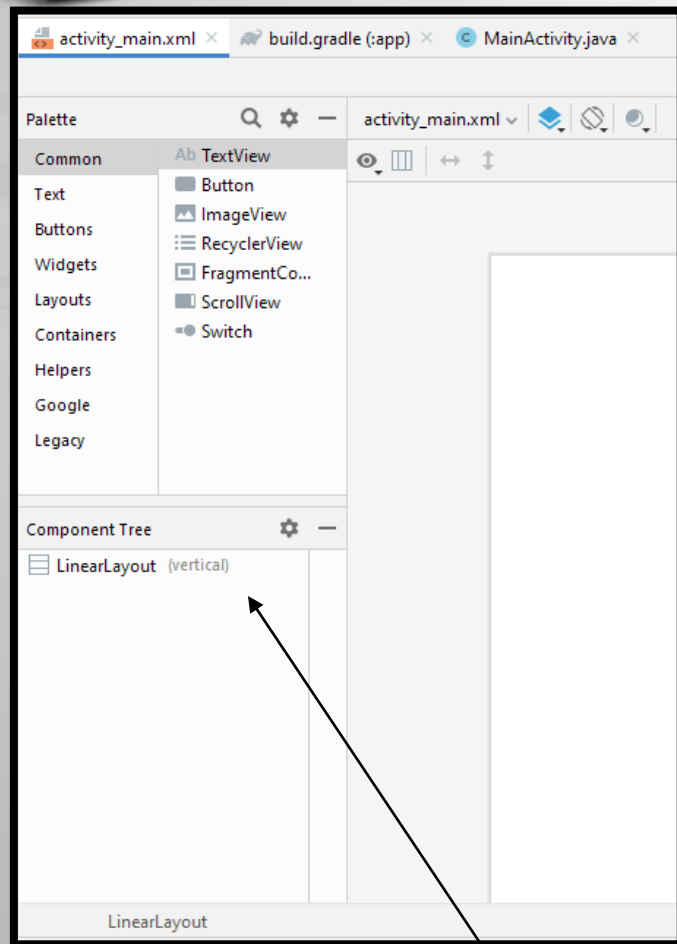 activity_main.xml build.gradle (:app) MainActivity.java
Palette
Common
Text
Buttons
Widgets
Layouts
Containers
Helpers
Google
Legacy
Ab TextView
Button
ImageView
RecyclerView
FragmentCo...
ScrollView
Switch
activity_main.xml
Component Tree
LinearLayout (vertical)
LinearLayout